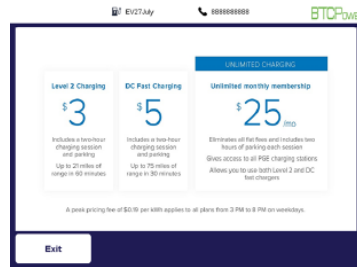 EV27July
8888888888
BTCPower
UNLIMITED CHARGING
Level 2 Charging
$3
Includes a two-hour
charging session
and parking
Up to 21 miles of
range in 60 minutes
DC Fast Charging
$5
Includes a two-hour
charging session
and parking
Up to 75 miles of
range in 30 minutes
Unlimited monthly membership
$25/mo
Eliminates all flat fees and includes two
hours of parking each session
Gives access to all PGE charging stations
Allows you to use both Level 2 and DC
fast chargers
A peak pricing fee of $0.19 per kWh applies to all plans from 3 PM to 8 PM on weekdays.
Exit